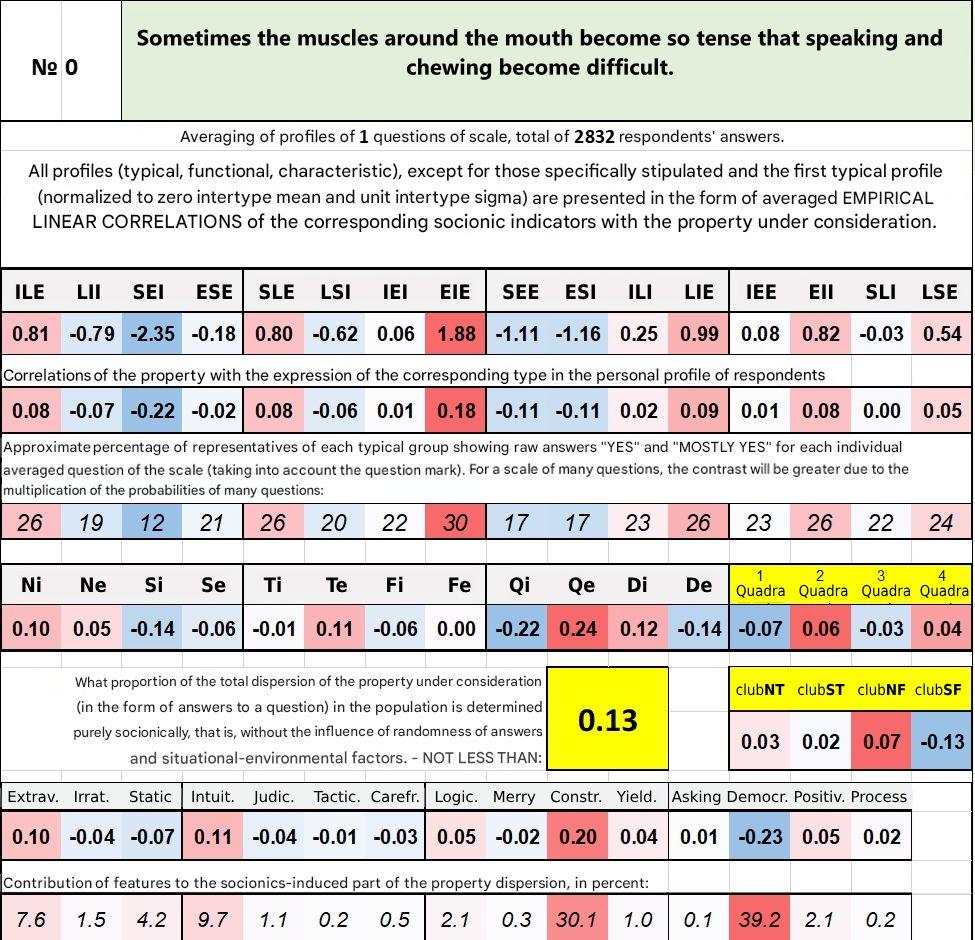 № 0
Sometimes the muscles around the mouth become so tense that speaking and
chewing become difficult.
Averaging of profiles of 1 questions of scale, total of 2832 respondents' answers.
All profiles (typical, functional, characteristic), except for those specifically stipulated and the first typical profile
(normalized to zero intertype mean and unit intertype sigma) are presented in the form of averaged EMPIRICAL
LINEAR CORRELATIONS of the corresponding socionic indicators with the property under consideration.
ILE LII SEI ESE SLE LSI IEI EIE SEE ESI ILI LIE IEE EII SLI LSE
0.81 -0.79 -2.35 -0.18 0.80 -0.62 0.06 1.88 -1.11 -1.16 0.25 0.99 0.08 0.82 -0.03 0.54
Correlations of the property with the expression of the corresponding type in the personal profile of respondents
0.08 -0.07 -0.22 -0.02 0.08 -0.06 0.01 0.18 -0.11 -0.11 0.02 0.09 0.01 0.08 0.00 0.05
Approximate percentage of representatives of each typical group showing raw answers "YES" and "MOSTLY YES" for each individual
averaged question of the scale (taking into account the question mark). For a scale of many questions, the contrast will be greater due to the
multiplication of the probabilities of many questions:
26 19 12 21 26 20 22 30 17 17 23 26 23 26 22 24
Ni Ne Si Se Ti Te Fi Fe Qi Qe Di De 1 2 3 4
Quadra Quadra Quadra Quadra
0.10 0.05 -0.14 -0.06 -0.01 0.11 -0.06 0.00 -0.22 0.24 0.12 -0.14 -0.07 0.06 -0.03 0.04
What proportion of the total dispersion of the property under consideration
(in the form of answers to a question) in the population is determined
purely socionically, that is, without the influence of randomness of answers
and situational-environmental factors. - NOT LESS THAN:
0.13
clubNT clubST clubNF clubSF
0.03 0.02 0.07 -0.13
Extrav. Irrat. Static Intuit. Judic. Tactic. Carefr. Logic. Merry Constr. Yield. Asking Democr. Positiv. Process
0.10 -0.04 -0.07 0.11 -0.04 -0.01 -0.03 0.05 -0.02 0.20 0.04 0.01 -0.23 0.05 0.02
Contribution of features to the socionics-induced part of the property dispersion, in percent:
7.6 1.5 4.2 9.7 1.1 0.2 0.5 2.1 0.3 30.1 1.0 0.1 39.2 2.1 0.2